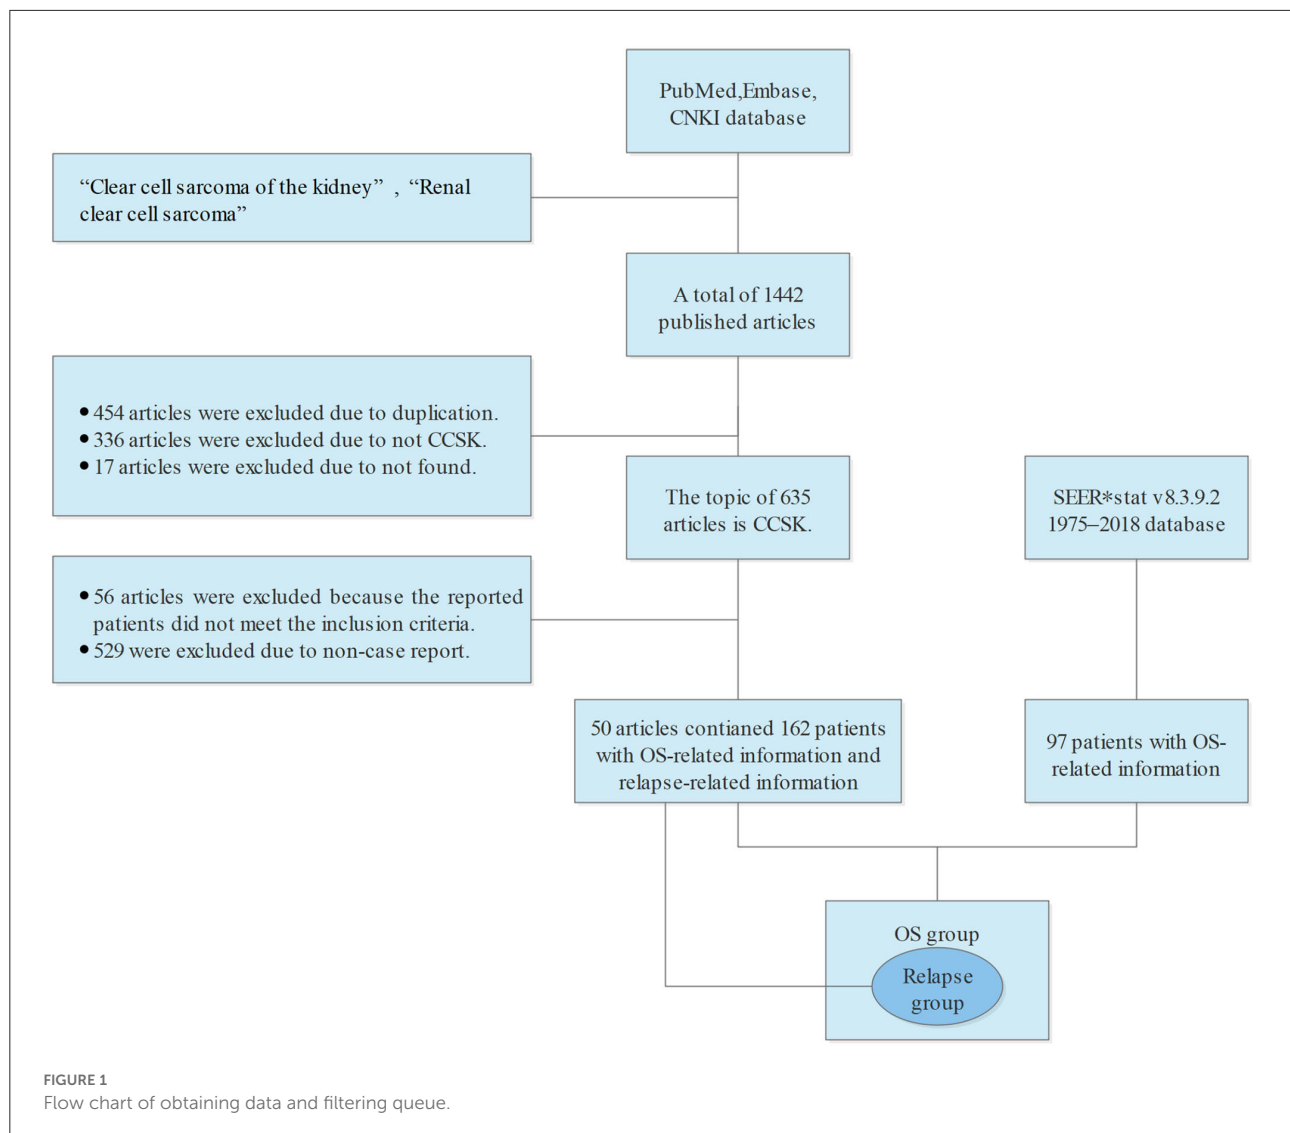 PubMed,Embase,
CNKI database
“Clear cell sarcoma of the kidney” , “Renal
clear cell sarcoma”
A total of 1442
published articles
• 454 articles were excluded due to duplication.
• 336 articles were excluded due to not CCSK.
• 17 articles were excluded due to not found.
The topic of 635
articles is CCSK.
SEER*stat v8.3.9.2
1975–2018 database
• 56 articles were excluded because the reported
patients did not meet the inclusion criteria.
• 529 were excluded due to non-case report.
50 articles contianed 162 patients
with OS-related information and
relapse-related information
97 patients with OS-
related information
OS group
Relapse
group
FIGURE 1
Flow chart of obtaining data and filtering queue.